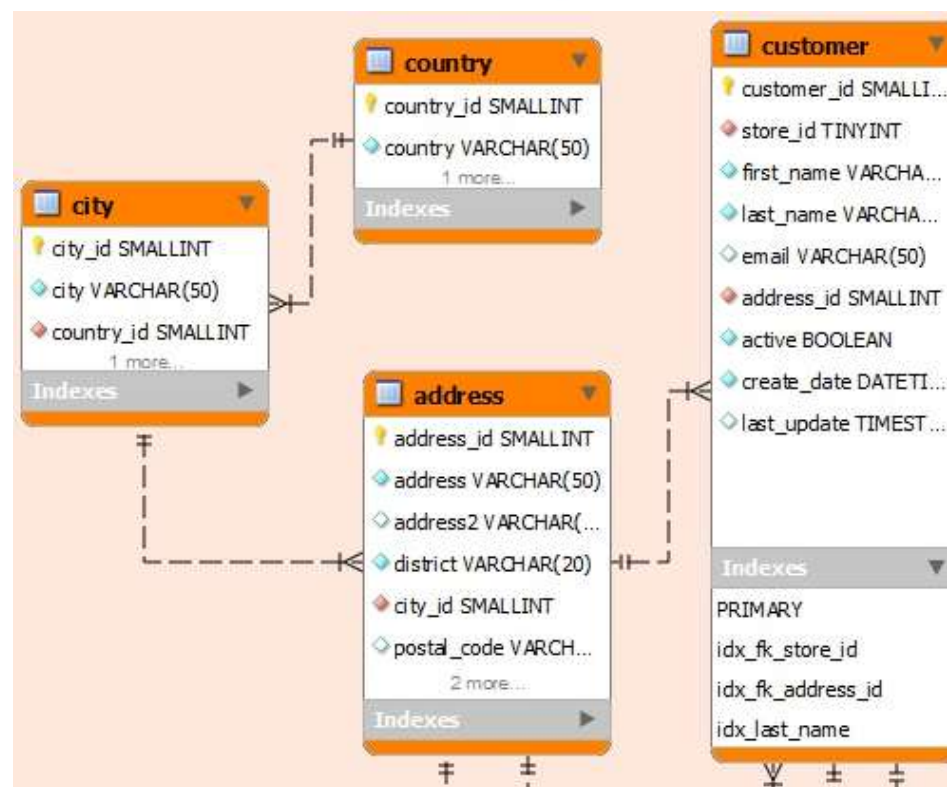 country
country_id SMALLINT
country VARCHAR(50)
1 more...
Indexes
city
city_id SMALLINT
city VARCHAR(50)
country_id SMALLINT
1 more...
Indexes
address
address_id SMALLINT
address VARCHAR(50)
address2 VARCHAR(...
district VARCHAR(20)
city_id SMALLINT
postal_code VARCH...
2 more...
Indexes
customer
customer_id SMALLI...
store_id TINYINT
first_name VARCHA...
last_name VARCHA...
email VARCHAR(50)
address_id SMALLINT
active BOOLEAN
create_date DATETI...
last_update TIMEST...
Indexes
PRIMARY
idx_fk_store_id
idx_fk_address_id
idx_last_name